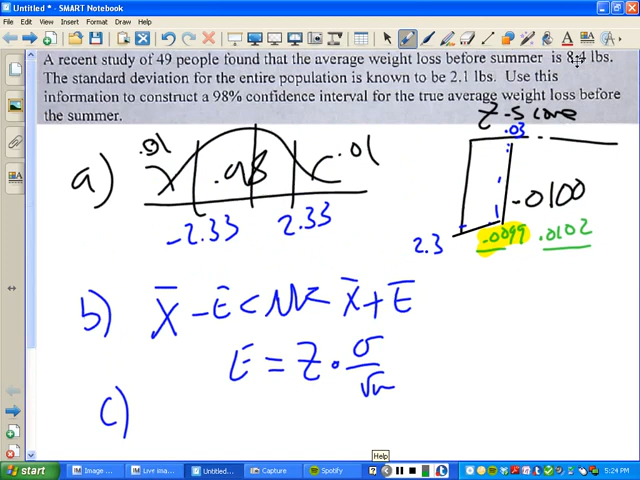 Untitled * - SMART Notebook
File Edit View Insert Format Draw Help
A recent study of 49 people found that the average weight loss before summer is 8.4 lbs.
The standard deviation for the entire population is known to be 2.1 lbs. Use this
information to construct a 98% confidence interval for the true average weight loss before
the summer.
Z-Score
.03
a) .01 .98 .01
.0100
-2.33 2.33
2.3 .0099 .0102
b) X̄ - E < M < X̄ + E
E = Z · σ/√n
c)
Help
start Image ... Live ima... Untitled... Capture Spotify 5:24 PM